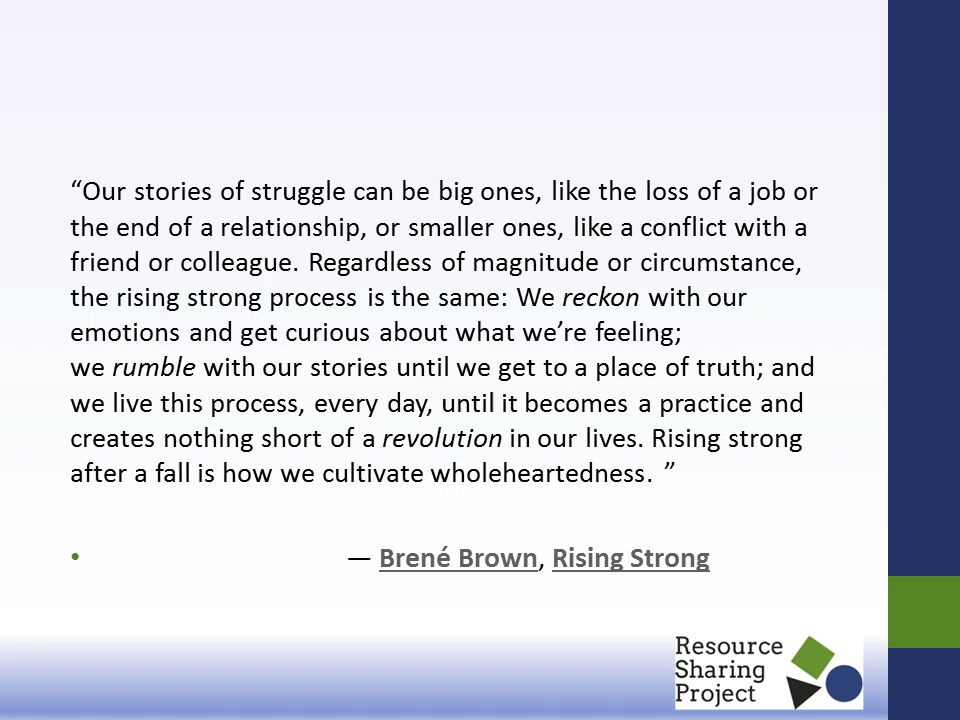 “Our stories of struggle can be big ones, like the loss of a job or
the end of a relationship, or smaller ones, like a conflict with a
friend or colleague. Regardless of magnitude or circumstance,
the rising strong process is the same: We reckon with our
emotions and get curious about what we’re feeling;
we rumble with our stories until we get to a place of truth; and
we live this process, every day, until it becomes a practice and
creates nothing short of a revolution in our lives. Rising strong
after a fall is how we cultivate wholeheartedness. ”
• — Brené Brown, Rising Strong
Resource
Sharing
Project